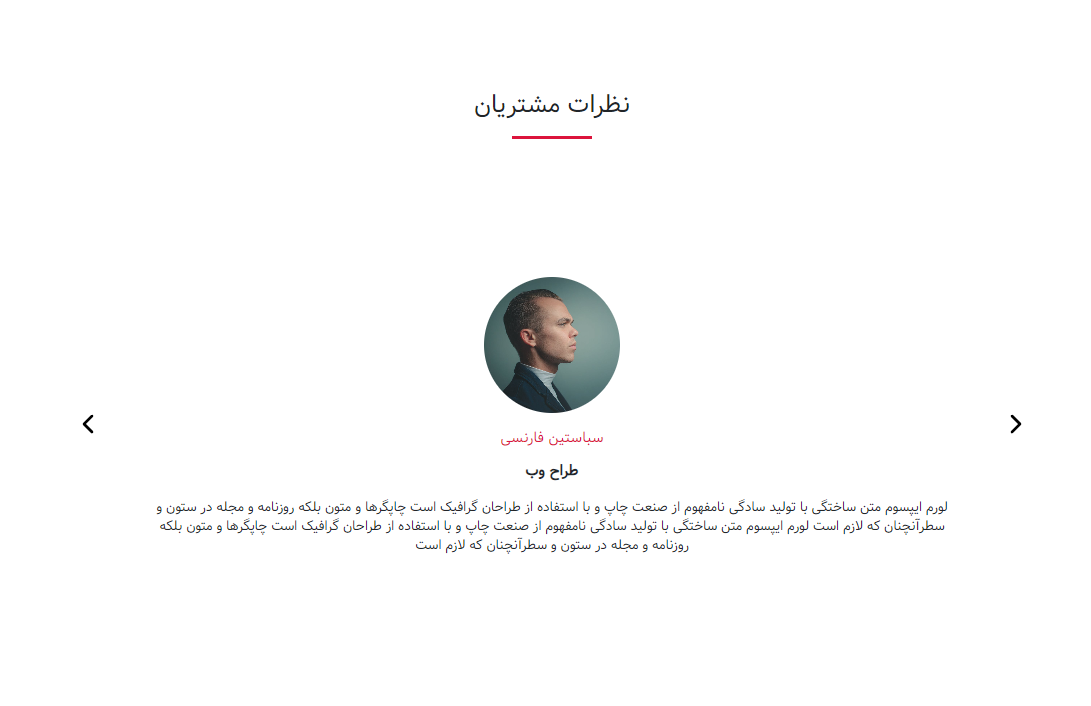 نظرات مشتریان
سباستین فارنسی
طراح وب
لورم ایپسوم متن ساختگی با تولید سادگی نامفهوم از صنعت چاپ و با استفاده از طراحان گرافیک است چاپگرها و متون بلکه روزنامه و مجله در ستون و
سطرآنچنان که لازم است لورم ایپسوم متن ساختگی با تولید سادگی نامفهوم از صنعت چاپ و با استفاده از طراحان گرافیک است چاپگرها و متون بلکه
روزنامه و مجله در ستون و سطرآنچنان که لازم است